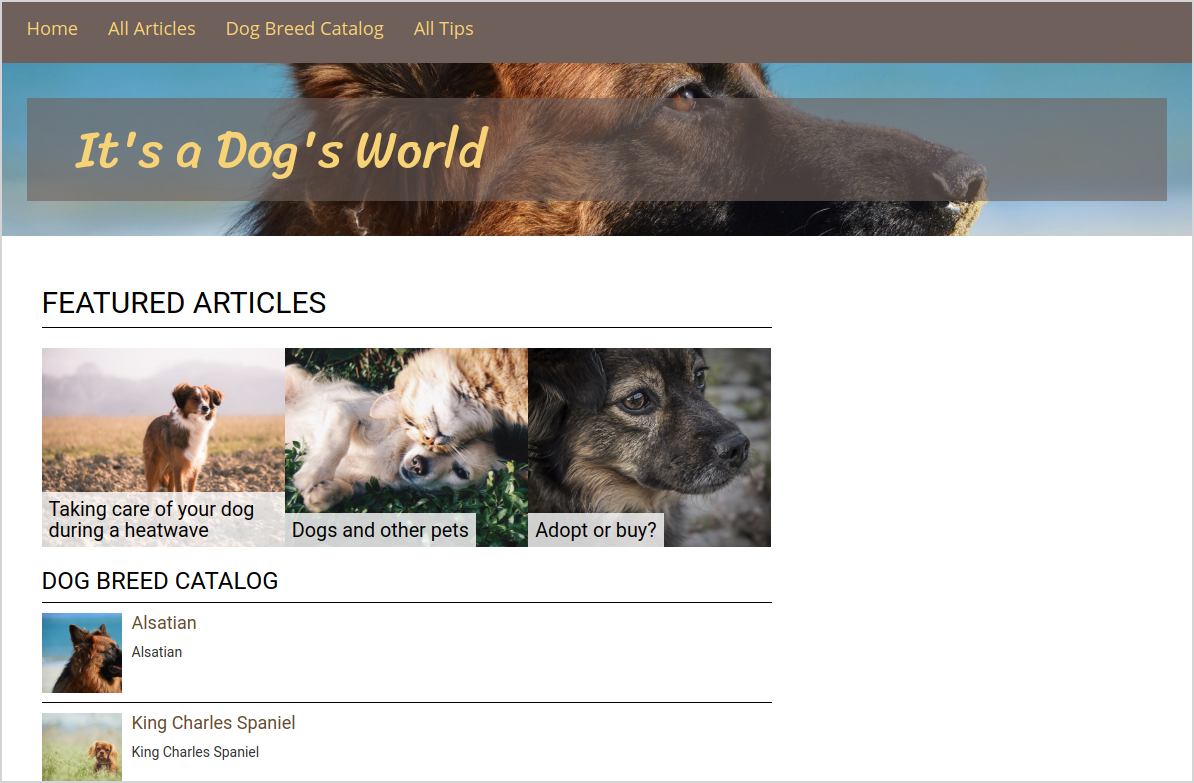 Home All Articles Dog Breed Catalog All Tips
It's a Dog's World
FEATURED ARTICLES
Taking care of your dog
during a heatwave
Dogs and other pets
Adopt or buy?
DOG BREED CATALOG
Alsatian
Alsatian
King Charles Spaniel
King Charles Spaniel